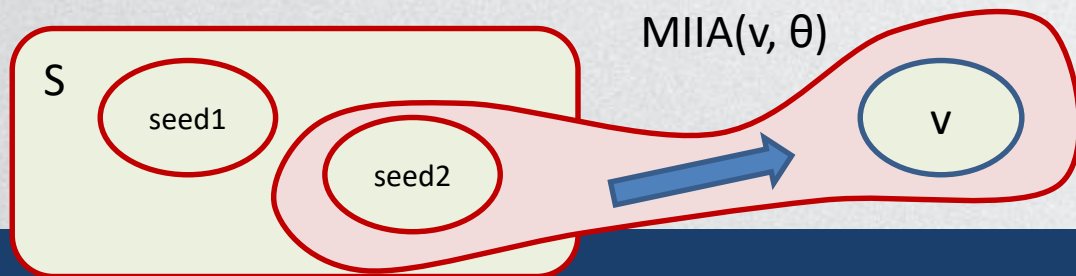 MIIA(v, θ)
S
seed1
seed2
v